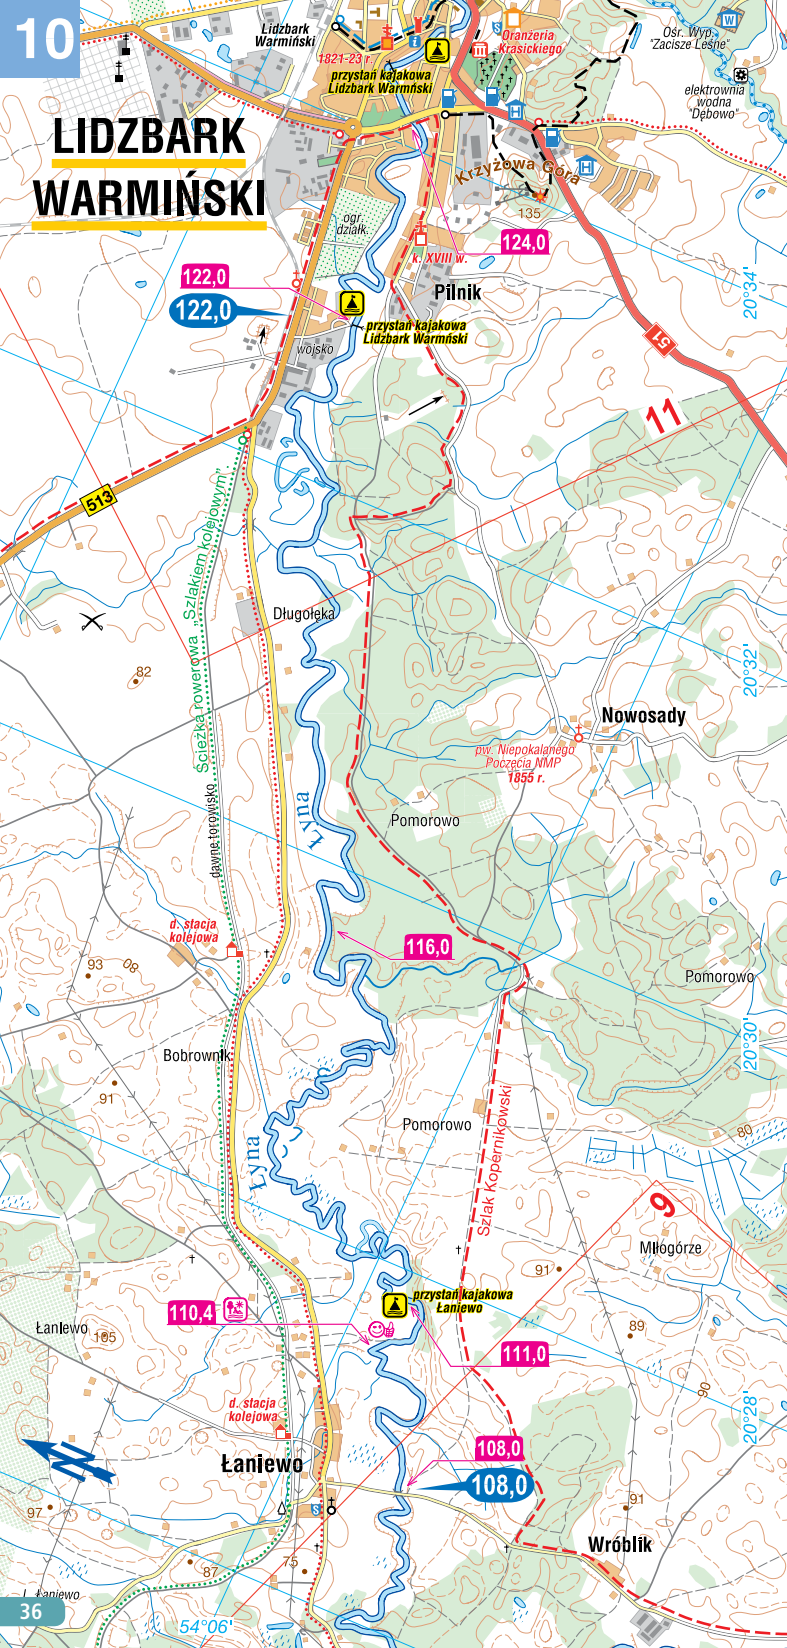 10
Lidzbark
Warmiński
1821-23 r.
przystań kajakowa
Lidzbark Warmński
Oranżeria
Krasickiego
Ośr. Wyp.
"Zacisze Leśne"
W
elektrownia
wodna
"Dębowo"
LIDZBARK
WARMIŃSKI
Krzyżowa Góra
135
ogr.
działk.
124,0
k. XVIII w.
122,0
122,0
Pilnik
przystań kajakowa
Lidzbark Warmński
wojsko
20°34'
51
11
513
Ścieżka rowerowa „Szlakiem kolejowym”
Długołęka
82
20°32'
Nowosady
pw. Niepokalanego
Poczęcia NMP
1855 r.
dawne torowisko
Łyna
Pomorowo
d. stacja
kolejowa
116,0
93
80
Pomorowo
Bobrownik
20°30'
91
Pomorowo
80
Łyna
Szlak Kopernikowski
9
Miłogórze
91
przystań kajakowa
Łaniewo
110,4
Łaniewo
105
89
111,0
90
20°28'
d. stacja
kolejowa
Łaniewo
108,0
108,0
97
91
Wróblik
75
87
L. Łaniewo
36
54°06'